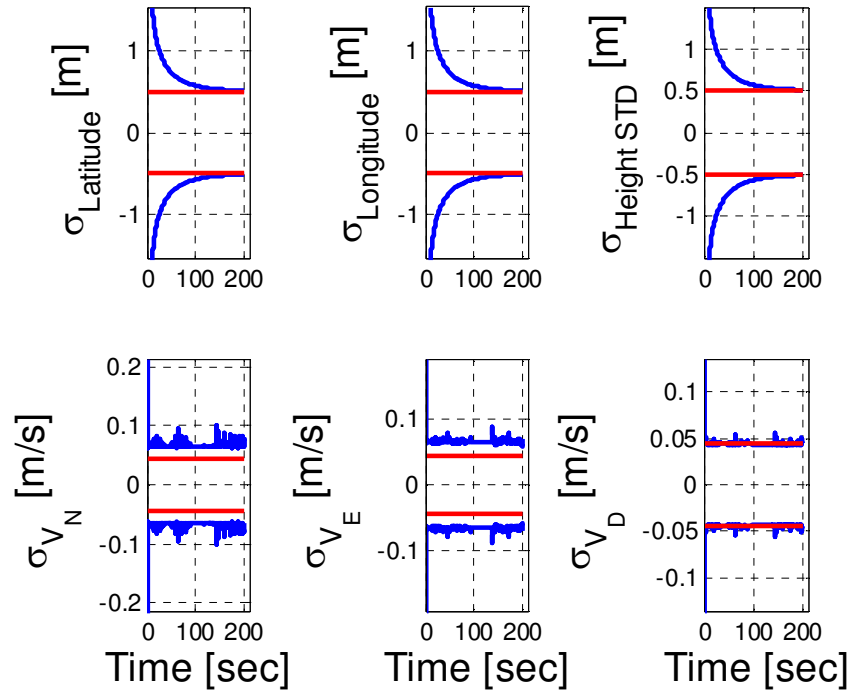 σLatitude [m]
1
0
-1
0 100 200
σLongitude [m]
1
0
-1
0 100 200
σHeight STD [m]
1
0.5
0
-0.5
-1
0 100 200
σVN [m/s]
0.2
0.1
0
-0.1
-0.2
0 100 200
Time [sec]
σVE [m/s]
0.1
0
-0.1
0 100 200
Time [sec]
σVD [m/s]
0.1
0.05
0
-0.05
-0.1
0 100 200
Time [sec]